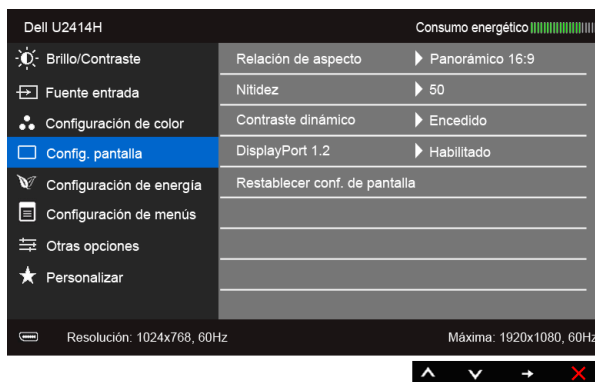 Dell U2414H Consumo energético
Brillo/Contraste Relación de aspecto Panorámico 16:9
Fuente entrada Nitidez 50
Configuración de color Contraste dinámico Encedido
Config. pantalla DisplayPort 1.2 Habilitado
Configuración de energía Restablecer conf. de pantalla
Configuración de menús
Otras opciones
Personalizar
Resolución: 1024x768, 60Hz Máxima: 1920x1080, 60Hz